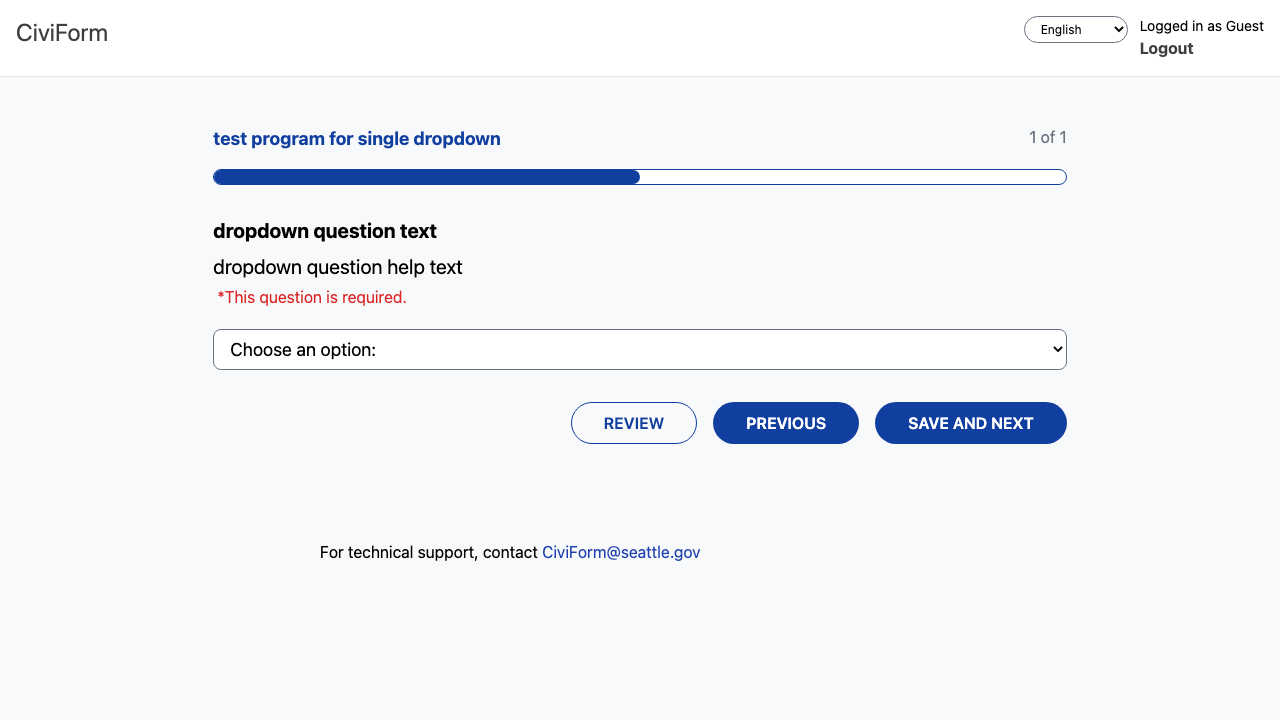 CiviForm
English
Logged in as Guest
Logout
test program for single dropdown
1 of 1
dropdown question text
dropdown question help text
*This question is required.
Choose an option:
REVIEW
PREVIOUS
SAVE AND NEXT
For technical support, contact CiviForm@seattle.gov